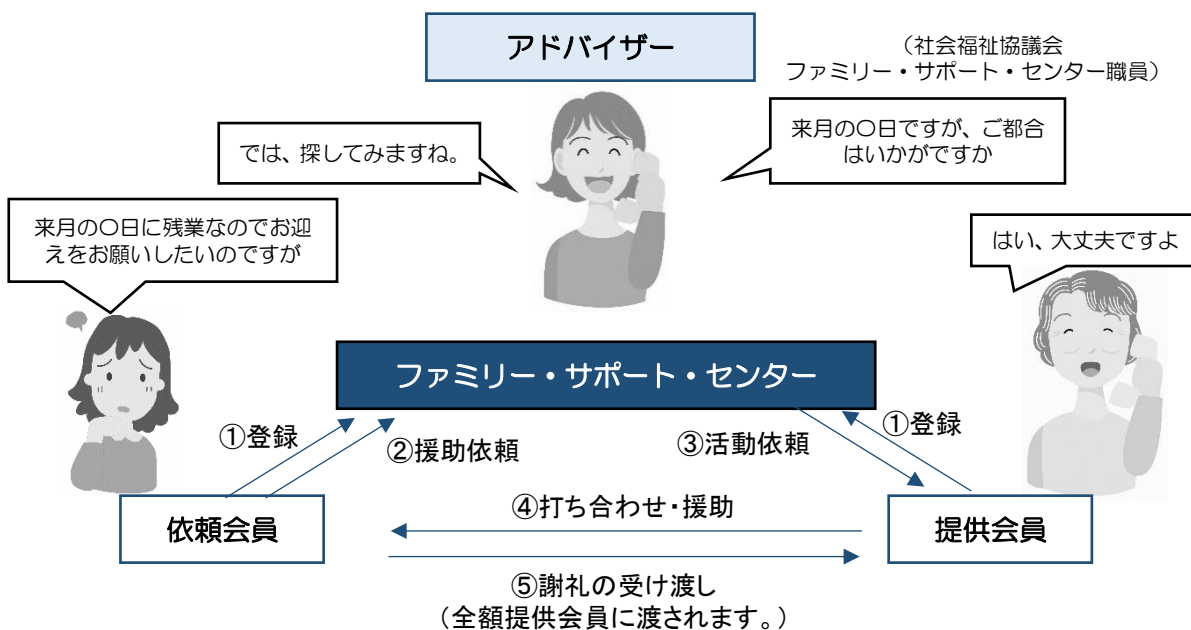 アドバイザー
（社会福祉協議会
ファミリー・サポート・センター職員）
では、探してみますね。
来月の〇日ですが、ご都合
はいかがですか
来月の〇日に残業なのでお迎
えをお願いしたいのですが
はい、大丈夫ですよ
ファミリー・サポート・センター
①登録
②援助依頼
③活動依頼
①登録
依頼会員
④打ち合わせ・援助
提供会員
⑤謝礼の受け渡し
（全額提供会員に渡されます。）